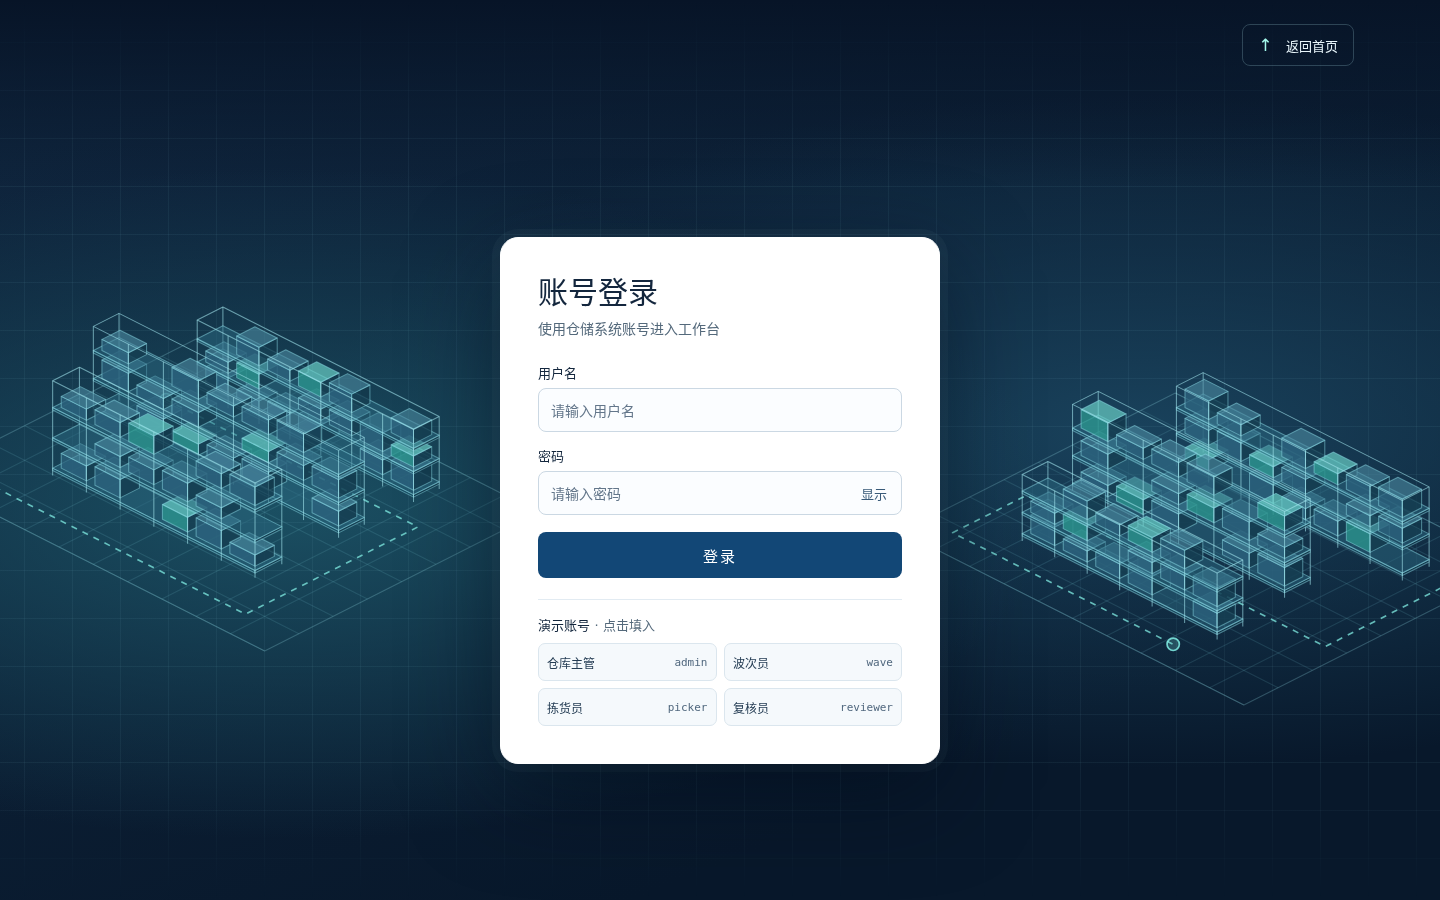 ↑ 返回首页
账号登录
使用仓储系统账号进入工作台
用户名
请输入用户名
密码
请输入密码 显示
登录
演示账号 · 点击填入
仓库主管 admin 波次员 wave
拣货员 picker 复核员 reviewer